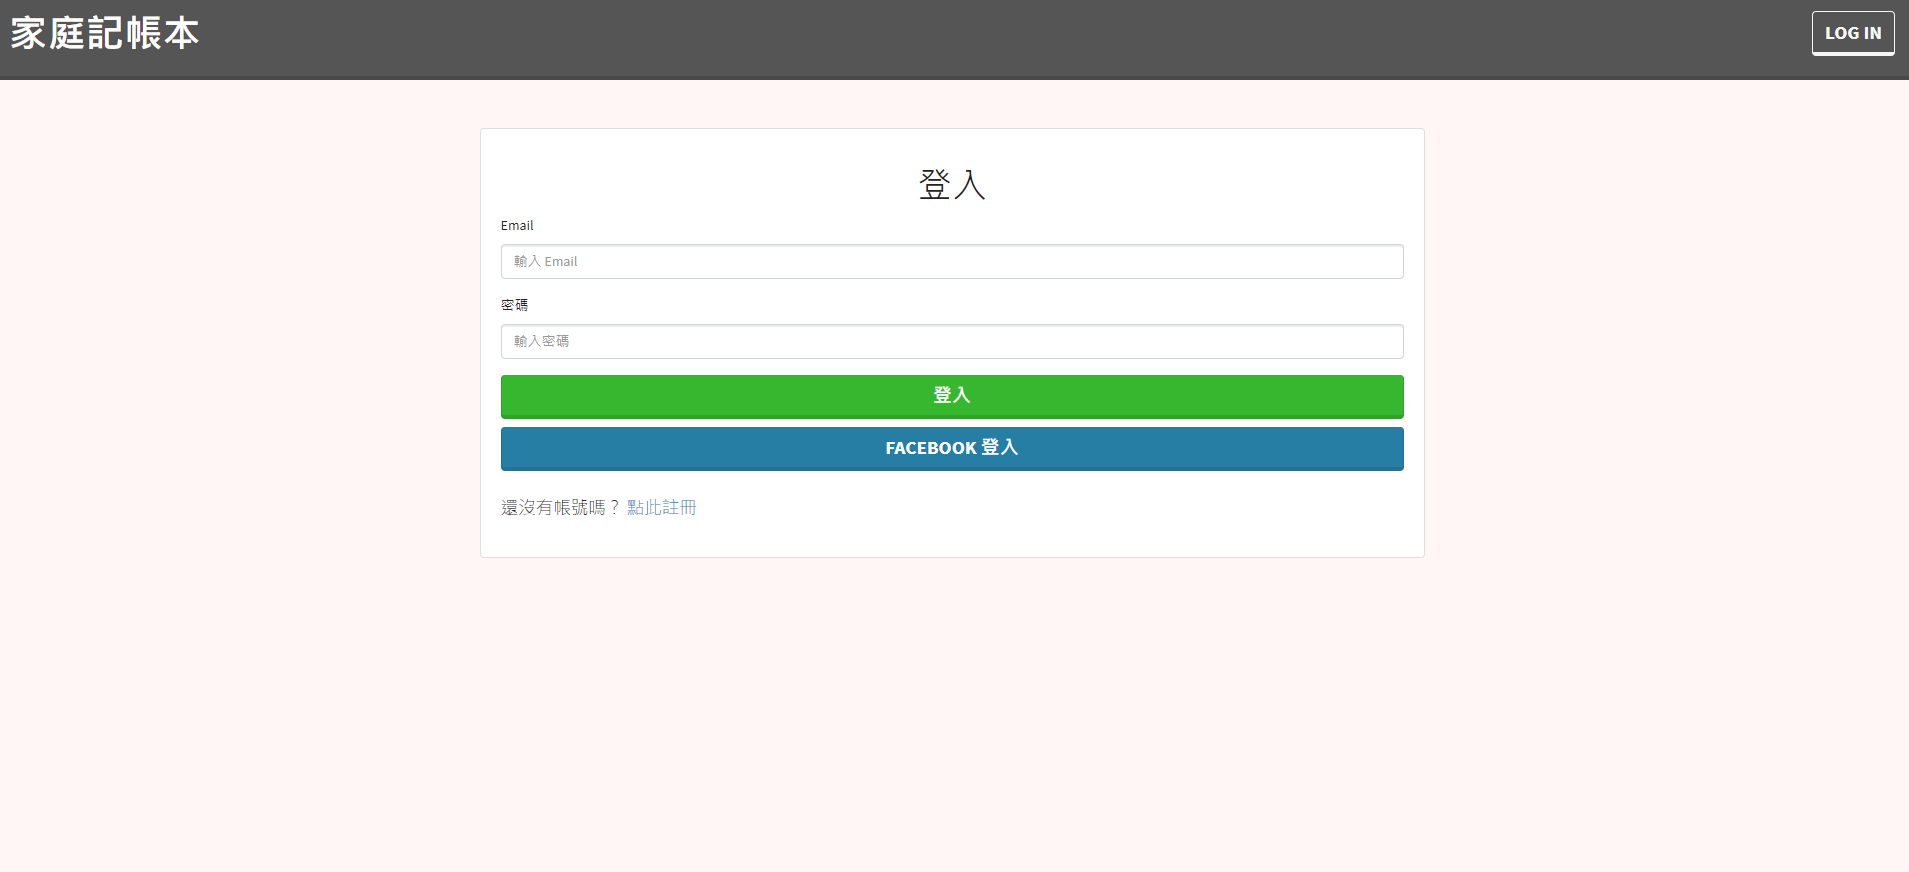 家庭記帳本
LOG IN
登入
Email
輸入 Email
密碼
輸入密碼
登入
FACEBOOK 登入
還沒有帳號嗎？ 點此註冊